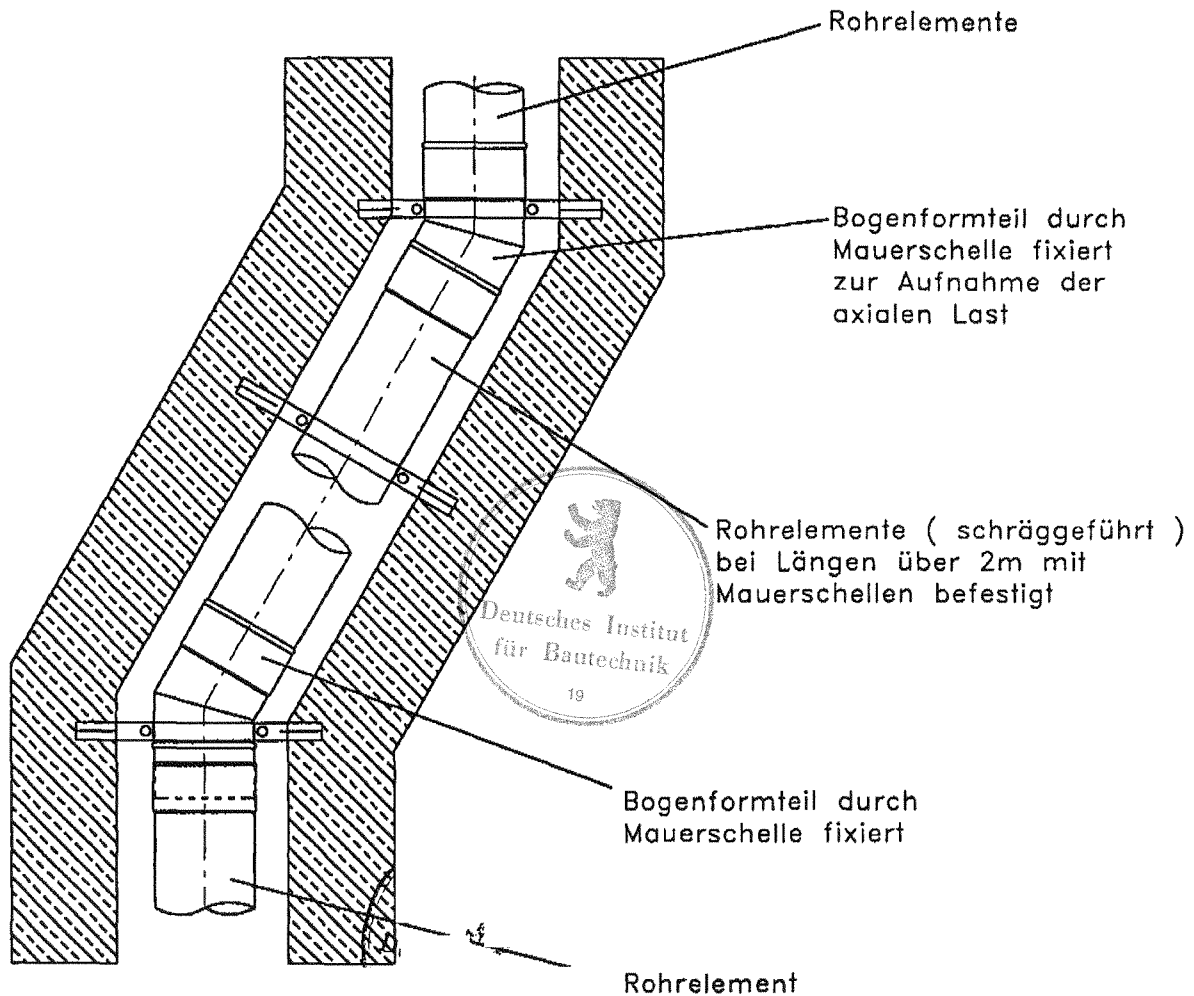 Rohrelemente
Bogenformteil durch
Mauerschelle fixiert
zur Aufnahme der
axialen Last
Rohrelemente ( schräggeführt )
bei Längen über 2m mit
Mauerschellen befestigt
Deutsches Institut
für Bautechnik
19
Bogenformteil durch
Mauerschelle fixiert
Rohrelement